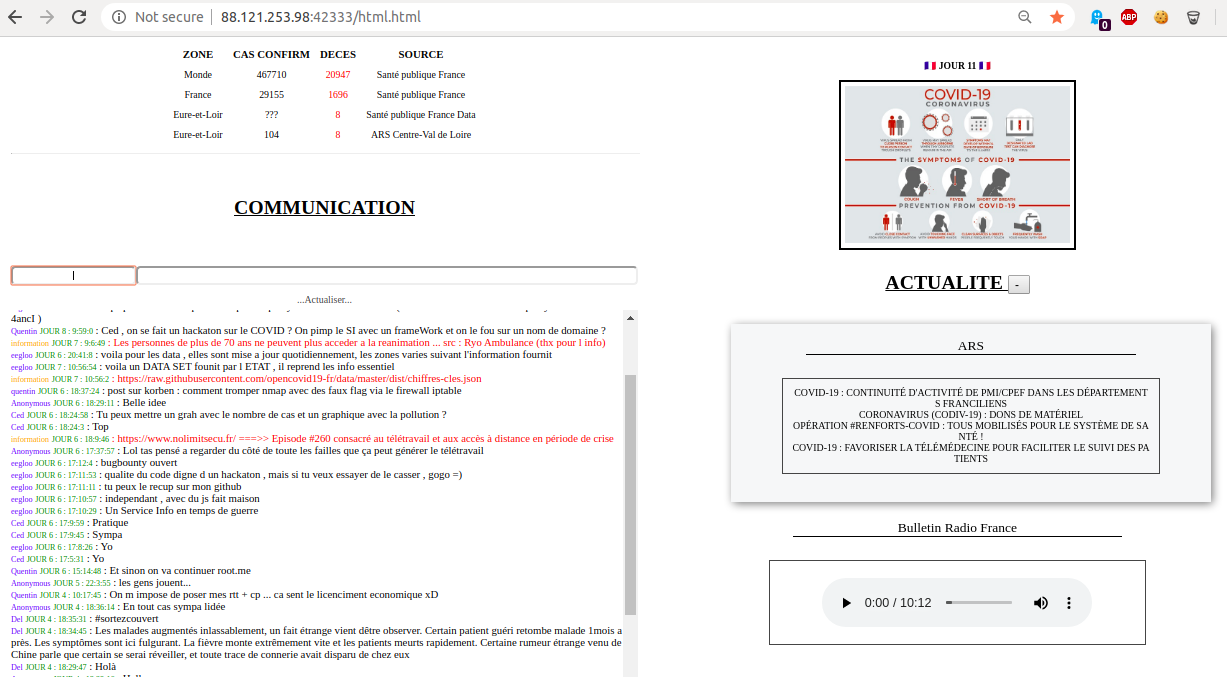 Not secure | 88.121.253.98:42333/html.html
0
ZONE CAS CONFIRM DECES SOURCE
Monde 467710 20947 Santé publique France
France 29155 1696 Santé publique France
Eure-et-Loir ??? 8 Santé publique France Data
Eure-et-Loir 104 8 ARS Centre-Val de Loire
COMMUNICATION
...Actualiser...
4ancI )
Quentin JOUR 8 : 9:59:0 : Ced , on se fait un hackaton sur le COVID ? On pimp le SI avec un frameWork et on le fou sur un nom de domaine ?
information JOUR 7 : 9:6:49 : Les personnes de plus de 70 ans ne peuvent plus acceder a la reanimation ... src : Ryo Ambulance (thx pour l info)
eegloo JOUR 6 : 20:41:8 : voila pour les data , elles sont mise a jour quotidiennement, les zones varies suivant l'information fournit
eegloo JOUR 7 : 10:56:54 : voila un DATA SET founit par l ETAT , il reprend les info essentiel
information JOUR 7 : 10:56:2 : https://raw.githubusercontent.com/opencovid19-fr/data/master/dist/chiffres-cles.json
quentin JOUR 6 : 18:37:24 : post sur korben : comment tromper nmap avec des faux flag via le firewall iptable
Anonymous JOUR 6 : 18:29:11 : Belle idee
Ced JOUR 6 : 18:24:58 : Tu peux mettre un grah avec le nombre de cas et un graphique avec la pollution ?
Ced JOUR 6 : 18:24:3 : Top
information JOUR 6 : 18:9:46 : https://www.nolimitsecu.fr/ ===>> Episode #260 consacré au télétravail et aux accès à distance en période de crise
Anonymous JOUR 6 : 17:37:57 : Lol tas pensé a regarder du côté de toute les failles que ça peut générer le télétravail
eegloo JOUR 6 : 17:12:4 : bugbounty ouvert
eegloo JOUR 6 : 17:11:53 : qualite du code digne d un hackaton , mais si tu veux essayer de le casser , gogo =)
eegloo JOUR 6 : 17:11:11 : tu peux le recup sur mon github
eegloo JOUR 6 : 17:10:57 : independant , avec du js fait maison
eegloo JOUR 6 : 17:10:29 : Un Service Info en temps de guerre
Ced JOUR 6 : 17:9:59 : Pratique
Ced JOUR 6 : 17:9:45 : Sympa
eegloo JOUR 6 : 17:8:26 : Yo
Ced JOUR 6 : 17:5:31 : Yo
Quentin JOUR 6 : 15:14:48 : Et sinon on va continuer root.me
Anonymous JOUR 5 : 22:3:55 : les gens jouent...
Quentin JOUR 4 : 10:17:45 : On m impose de poser mes rtt + cp ... ca sent le licenciment economique xD
Anonymous JOUR 4 : 18:36:14 : En tout cas sympa lidée
Del JOUR 4 : 18:35:31 : #sortezcouvert
Del JOUR 4 : 18:34:45 : Les malades augmentés inlassablement, un fait étrange vient dêtre observer. Certain patient guéri retombe malade 1mois a
près. Les symptômes sont ici fulgurant. La fièvre monte extrêmement vite et les patients meurts rapidement. Certaine rumeur étrange venu de
Chine parle que certain se serai réveiller, et toute trace de connerie avait disparu de chez eux
Del JOUR 4 : 18:29:47 : Holà
JOUR 11
COVID-19
CORONAVIRUS
THE SYMPTOMS OF COVID-19
COUGH FEVER SHORT OF BREATH
PREVENTION FROM COVID-19
ACTUALITE -
ARS
COVID-19 : CONTINUITÉ D'ACTIVITÉ DE PMI/CPEF DANS LES DÉPARTEMENT
S FRANCILIENS
CORONAVIRUS (CODIV-19) : DONS DE MATÉRIEL
OPÉRATION #RENFORTS-COVID : TOUS MOBILISÉS POUR LE SYSTÈME DE SA
NTÉ !
COVID-19 : FAVORISER LA TÉLÉMÉDECINE POUR FACILITER LE SUIVI DES PA
TIENTS
Bulletin Radio France
0:00 / 10:12